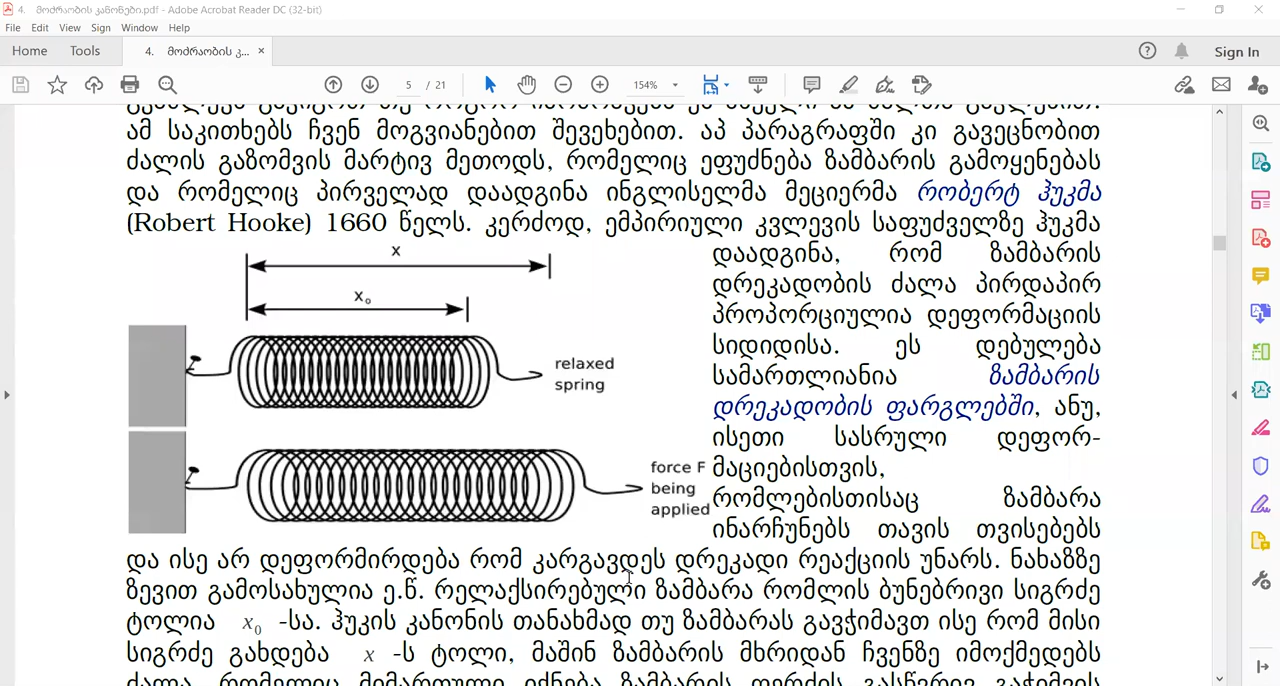 4. მოძრაობის კანონები.pdf - Adobe Acrobat Reader DC (32-bit)
File Edit View Sign Window Help
Home Tools 4. მოძრაობის კ... × Sign In
5 / 21 154%
ამ საკითხებს ჩვენ მოგვიანებით შევეხებით. აპ პარაგრაფში კი გავეცნობით
ძალის გაზომვის მარტივ მეთოდს, რომელიც ეფუძნება ზამბარის გამოყენებას
და რომელიც პირველად დაადგინა ინგლისელმა მეციერმა რობერტ ჰუკმა
(Robert Hooke) 1660 წელს. კერძოდ, ემპირიული კვლევის საფუძველზე ჰუკმა
დაადგინა, რომ ზამბარის
დრეკადობის ძალა პირდაპირ
პროპორციულია დეფორმაციის
სიდიდისა. ეს დებულება
სამართლიანია ზამბარის
დრეკადობის ფარგლებში, ანუ,
ისეთი სასრული დეფორ-
მაციებისთვის,
რომლებისთისაც ზამბარა
ინარჩუნებს თავის თვისებებს
x
x₀
relaxed
spring
force F
being
applied
და ისე არ დეფორმირდება რომ კარგავდეს დრეკადი რეაქციის უნარს. ნახაზზე
ზევით გამოსახულია ე.წ. რელაქსირებული ზამბარა რომლის ბუნებრივი სიგრძე
ტოლია x₀ -სა. ჰუკის კანონის თანახმად თუ ზამბარას გავჭიმავთ ისე რომ მისი
სიგრძე გახდება x -ს ტოლი, მაშინ ზამბარის მხრიდან ჩვენზე იმოქმედებს